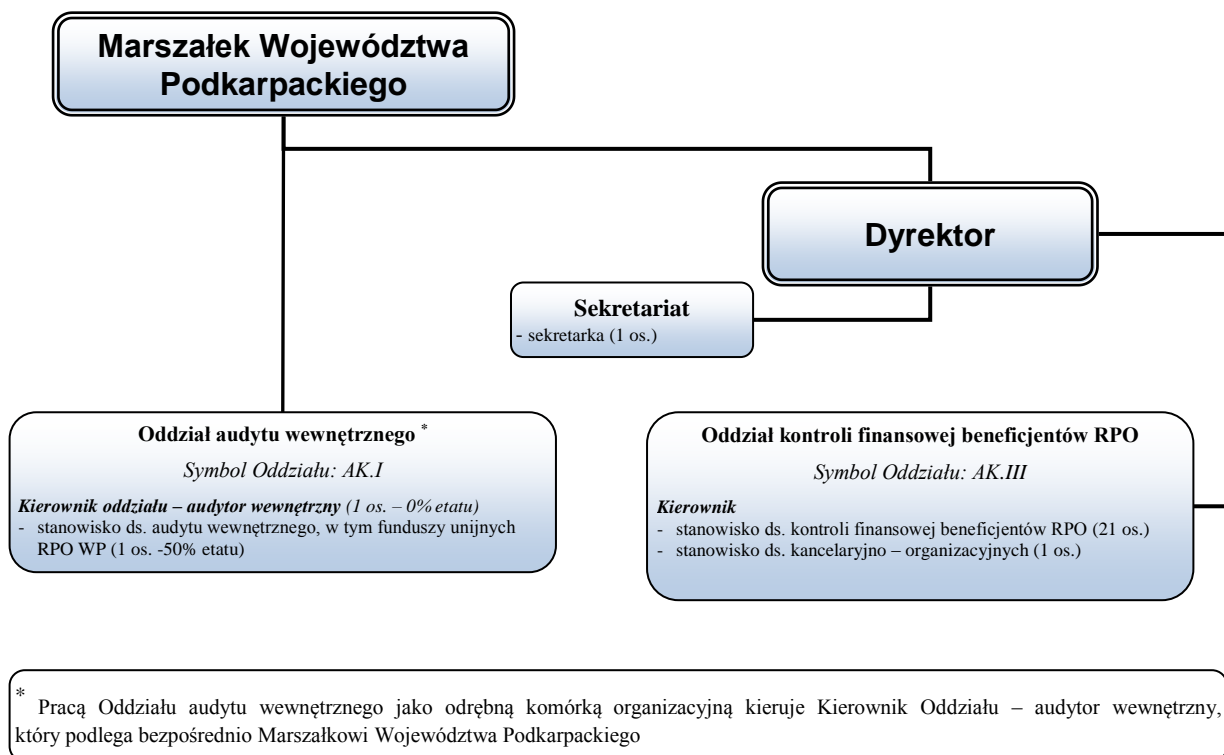 Marszałek Województwa
Podkarpackiego
Dyrektor
Sekretariat
- sekretarka (1 os.)
Oddział audytu wewnętrznego *
Symbol Oddziału: AK.I
Kierownik oddziału – audytor wewnętrzny (1 os. – 0% etatu)
- stanowisko ds. audytu wewnętrznego, w tym funduszy unijnych
RPO WP (1 os. -50% etatu)
Oddział kontroli finansowej beneficjentów RPO
Symbol Oddziału: AK.III
Kierownik
- stanowisko ds. kontroli finansowej beneficjentów RPO (21 os.)
- stanowisko ds. kancelaryjno – organizacyjnych (1 os.)
* Pracą Oddziału audytu wewnętrznego jako odrębną komórką organizacyjną kieruje Kierownik Oddziału – audytor wewnętrzny,
który podlega bezpośrednio Marszałkowi Województwa Podkarpackiego